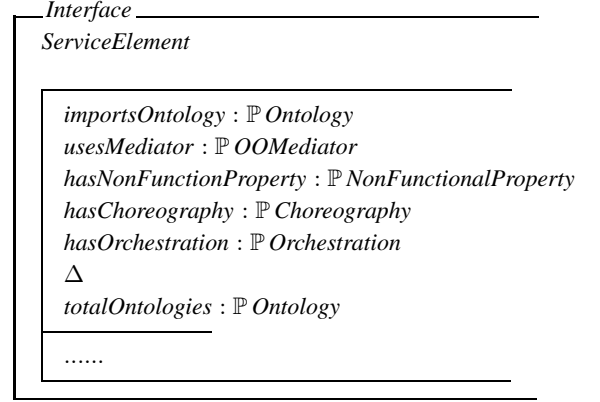 Interface
ServiceElement
importsOntology : ℙ Ontology
usesMediator : ℙ OOMediator
hasNonFunctionProperty : ℙ NonFunctionalProperty
hasChoreography : ℙ Choreography
hasOrchestration : ℙ Orchestration
Δ
totalOntologies : ℙ Ontology
......